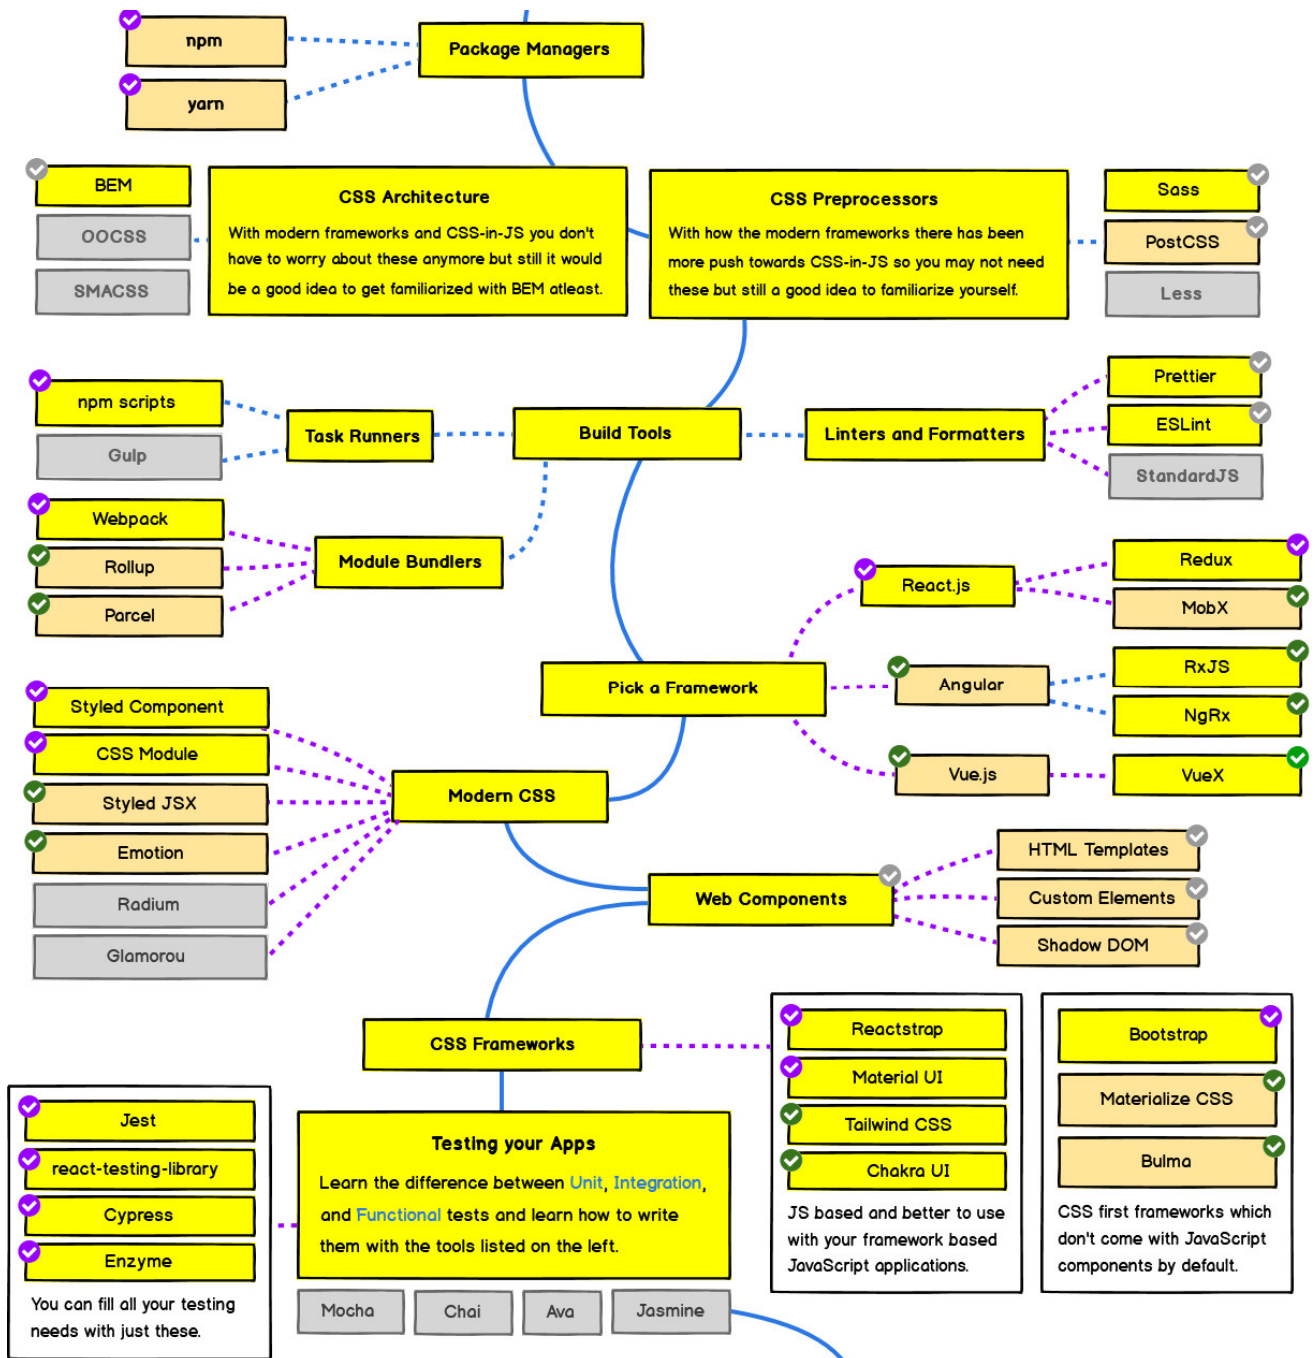 npm
Package Managers
yarn
BEM
OOCSS
SMACSS
CSS Architecture
With modern frameworks and CSS-in-JS you don't
have to worry about these anymore but still it would
be a good idea to get familiarized with BEM atleast.
CSS Preprocessors
With how the modern frameworks there has been
more push towards CSS-in-JS so you may not need
these but still a good idea to familiarize yourself.
Sass
PostCSS
Less
npm scripts
Gulp
Task Runners
Build Tools
Linters and Formatters
Prettier
ESLint
StandardJS
Webpack
Rollup
Parcel
Module Bundlers
React.js
Redux
MobX
Pick a Framework
Angular
RxJS
NgRx
Vue.js
VueX
Styled Component
CSS Module
Styled JSX
Emotion
Radium
Glamorou
Modern CSS
Web Components
HTML Templates
Custom Elements
Shadow DOM
CSS Frameworks
Reactstrap
Material UI
Tailwind CSS
Chakra UI
JS based and better to use
with your framework based
JavaScript applications.
Bootstrap
Materialize CSS
Bulma
CSS first frameworks which
don't come with JavaScript
components by default.
Jest
react-testing-library
Cypress
Enzyme
You can fill all your testing
needs with just these.
Testing your Apps
Learn the difference between Unit, Integration,
and Functional tests and learn how to write
them with the tools listed on the left.
Mocha
Chai
Ava
Jasmine